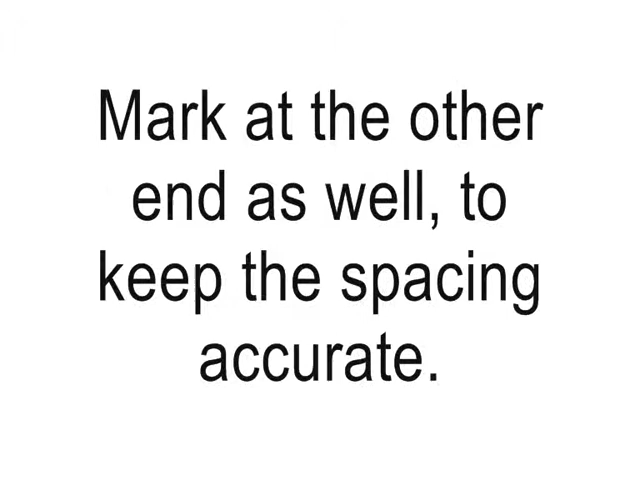 Mark at the other
end as well, to
keep the spacing
accurate.